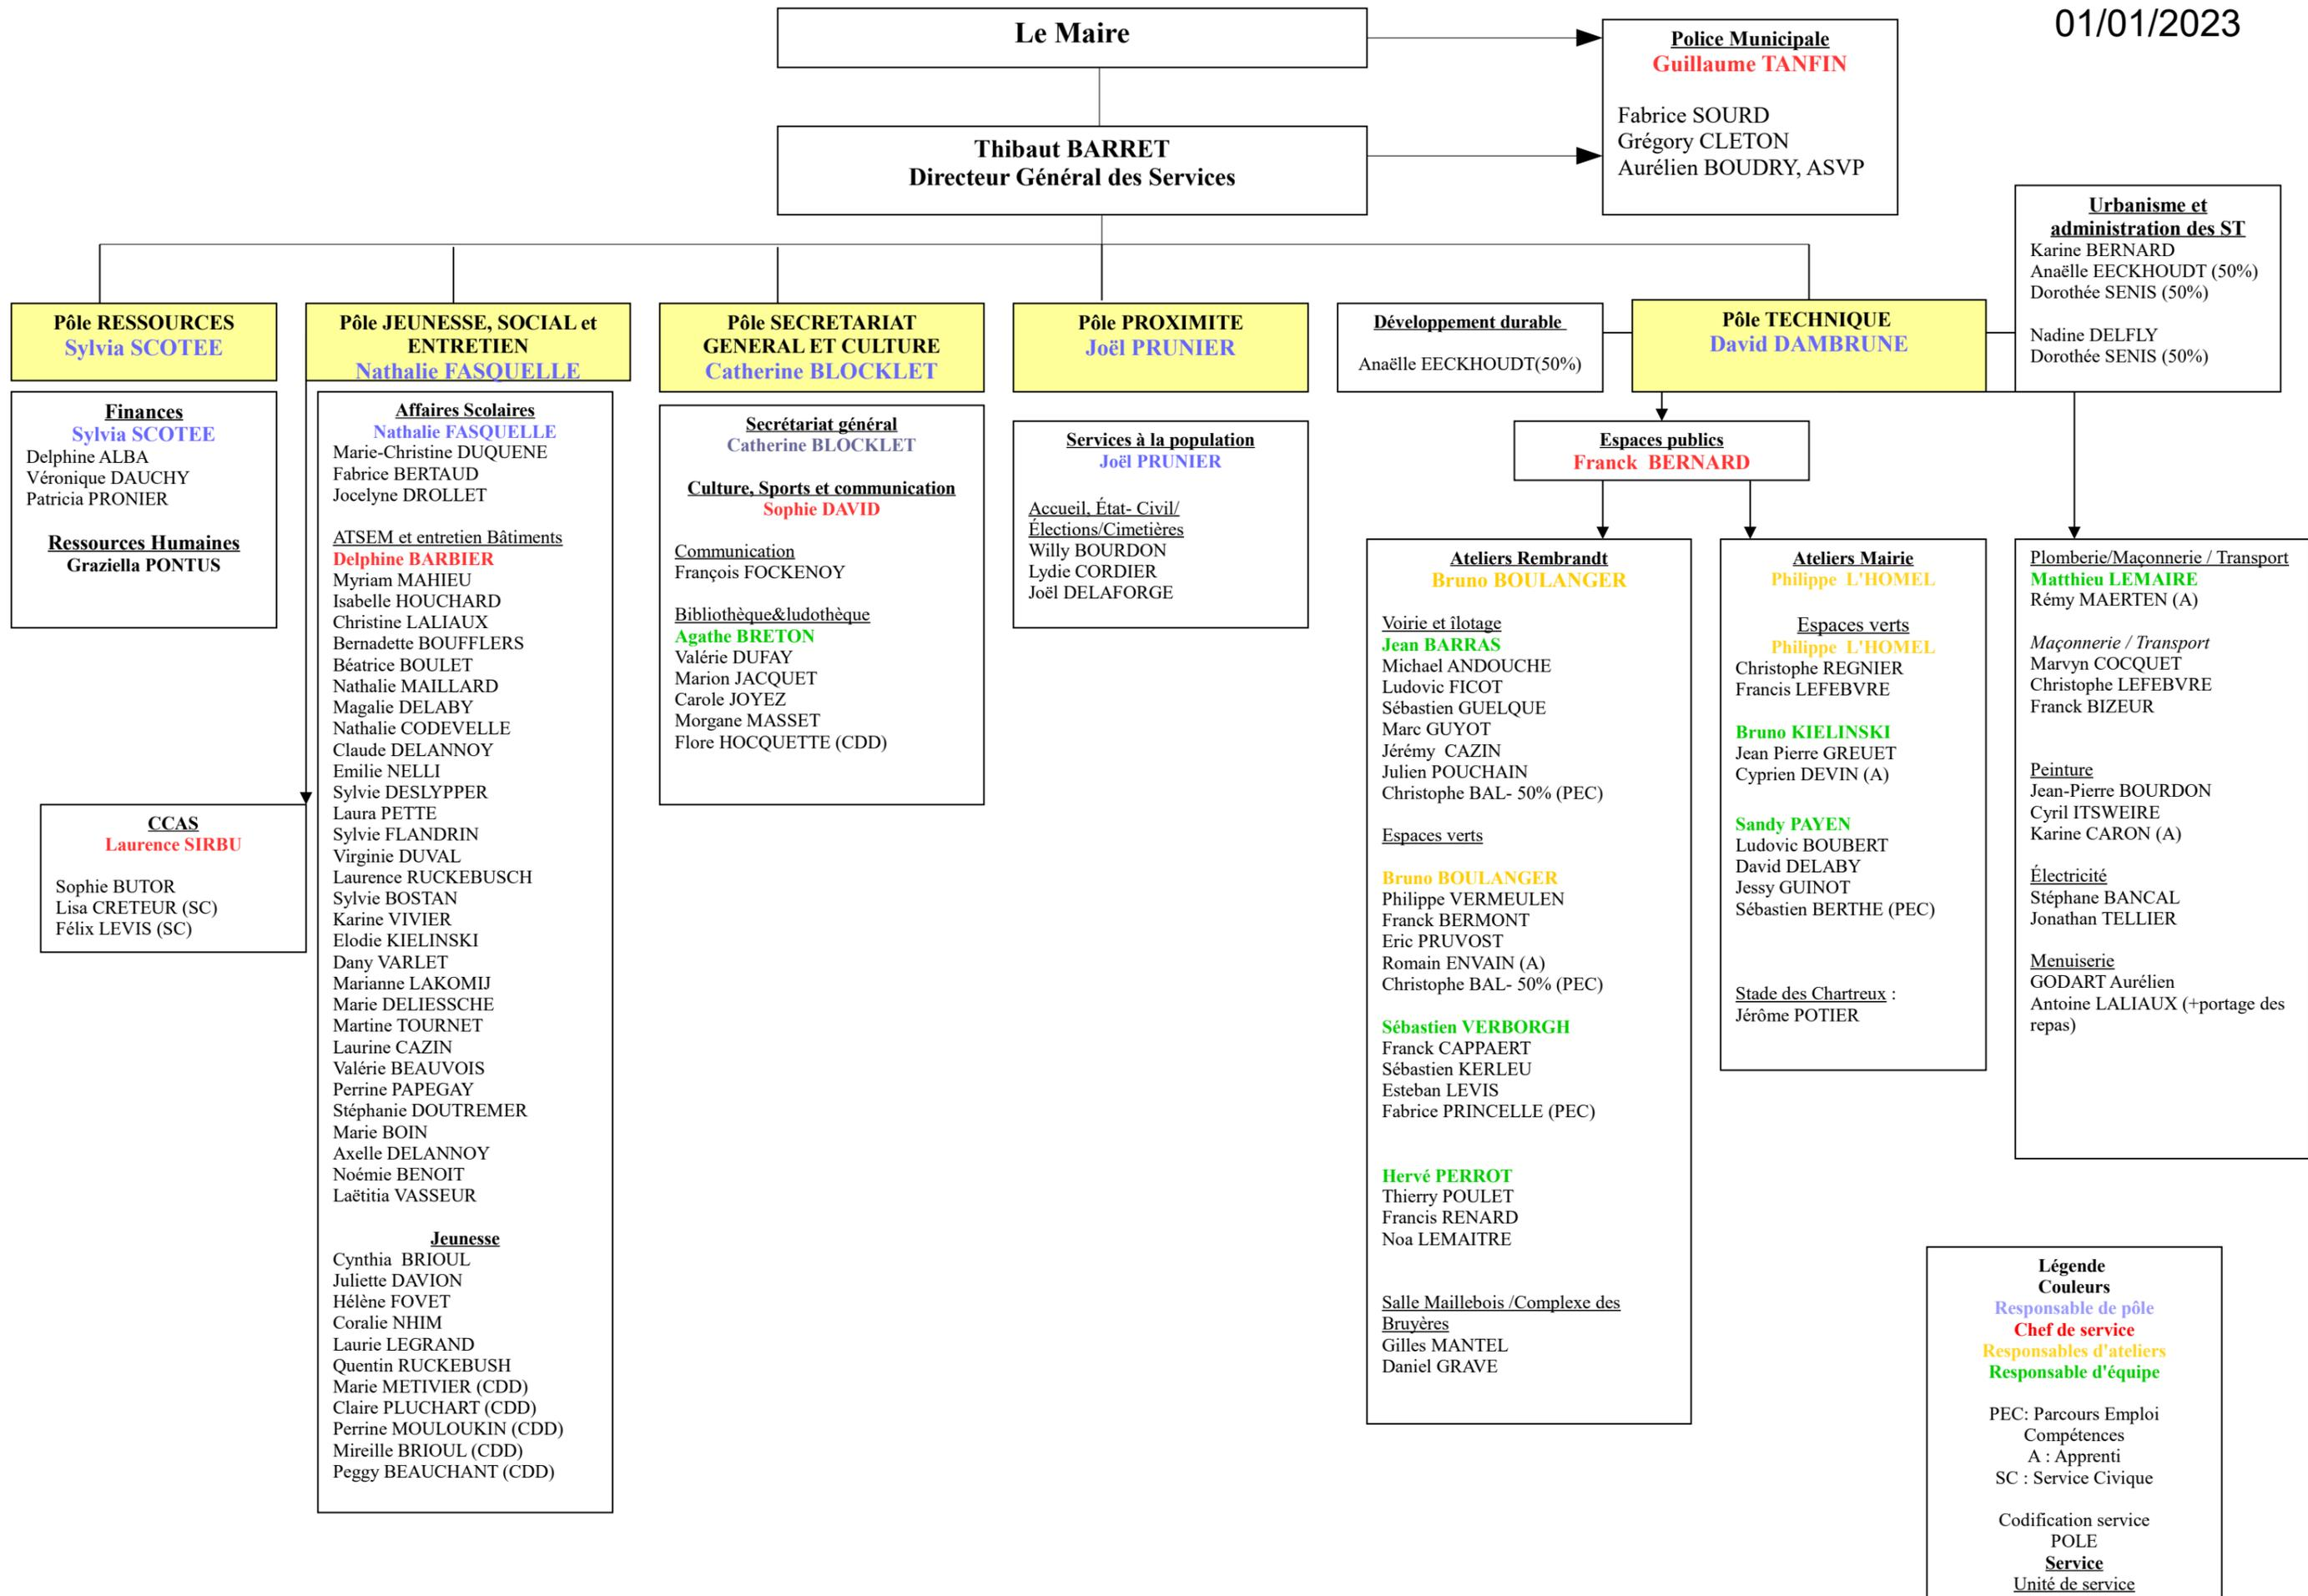 01/01/2023
Le Maire
Police Municipale
Guillaume TANFIN
Fabrice SOURD
Grégory CLETON
Aurélien BOUDRY, ASVP
Thibaut BARRET
Directeur Général des Services
Urbanisme et
administration des ST
Karine BERNARD
Anaëlle EECKHOUDT (50%)
Dorothée SENIS (50%)
Nadine DELFLY
Dorothée SENIS (50%)
Pôle RESSOURCES
Sylvia SCOTEE
Pôle JEUNESSE, SOCIAL et
ENTRETIEN
Nathalie FASQUELLE
Pôle SECRETARIAT
GENERAL ET CULTURE
Catherine BLOCKLET
Pôle PROXIMITE
Joël PRUNIER
Développement durable
Anaëlle EECKHOUDT(50%)
Pôle TECHNIQUE
David DAMBRUNE
Finances
Sylvia SCOTEE
Delphine ALBA
Véronique DAUCHY
Patricia PRONIER
Ressources Humaines
Graziella PONTUS
CCAS
Laurence SIRBU
Sophie BUTOR
Lisa CRETEUR (SC)
Félix LEVIS (SC)
Affaires Scolaires
Nathalie FASQUELLE
Marie-Christine DUQUENE
Fabrice BERTAUD
Jocelyne DROLLET
ATSEM et entretien Bâtiments
Delphine BARBIER
Myriam MAHIEU
Isabelle HOUCHARD
Christine LALIAUX
Bernadette BOUFFLERS
Béatrice BOULET
Nathalie MAILLARD
Magalie DELABY
Nathalie CODEVELLE
Claude DELANNOY
Emilie NELLI
Sylvie DESLYPPER
Laura PETTE
Sylvie FLANDRIN
Virginie DUVAL
Laurence RUCKEBUSCH
Sylvie BOSTAN
Karine VIVIER
Elodie KIELINSKI
Dany VARLET
Marianne LAKOMIJ
Marie DELIESSCHE
Martine TOURNET
Laurine CAZIN
Valérie BEAUVOIS
Perrine PAPEGAY
Stéphanie DOUTREMER
Marie BOIN
Axelle DELANNOY
Noémie BENOIT
Laëtitia VASSEUR
Jeunesse
Cynthia BRIOUL
Juliette DAVION
Hélène FOVET
Coralie NHIM
Laurie LEGRAND
Quentin RUCKEBUSH
Marie METIVIER (CDD)
Claire PLUCHART (CDD)
Perrine MOULOUKIN (CDD)
Mireille BRIOUL (CDD)
Peggy BEAUCHANT (CDD)
Secrétariat général
Catherine BLOCKLET
Culture, Sports et communication
Sophie DAVID
Communication
François FOCKENOY
Bibliothèque&ludothèque
Agathe BRETON
Valérie DUFAY
Marion JACQUET
Carole JOYEZ
Morgane MASSET
Flore HOCQUETTE (CDD)
Services à la population
Joël PRUNIER
Accueil, État- Civil/
Élections/Cimetières
Willy BOURDON
Lydie CORDIER
Joël DELAFORGE
Espaces publics
Franck BERNARD
Ateliers Rembrandt
Bruno BOULANGER
Voirie et îlotage
Jean BARRAS
Michael ANDOUCHE
Ludovic FICOT
Sébastien GUELQUE
Marc GUYOT
Jérémy CAZIN
Julien POUCHAIN
Christophe BAL- 50% (PEC)
Espaces verts
Bruno BOULANGER
Philippe VERMEULEN
Franck BERMONT
Eric PRUVOST
Romain ENVAIN (A)
Christophe BAL- 50% (PEC)
Sébastien VERBORGH
Franck CAPPAERT
Sébastien KERLEU
Esteban LEVIS
Fabrice PRINCELLE (PEC)
Hervé PERROT
Thierry POULET
Francis RENARD
Noa LEMAITRE
Salle Maillebois /Complexe des
Bruyères
Gilles MANTEL
Daniel GRAVE
Ateliers Mairie
Philippe L'HOMEL
Espaces verts
Philippe L'HOMEL
Christophe REGNIER
Francis LEFEBVRE
Bruno KIELINSKI
Jean Pierre GREUET
Cyprien DEVIN (A)
Sandy PAYEN
Ludovic BOUBERT
David DELABY
Jessy GUINOT
Sébastien BERTHE (PEC)
Stade des Chartreux :
Jérôme POTIER
Plomberie/Maçonnerie / Transport
Matthieu LEMAIRE
Rémy MAERTEN (A)
Maçonnerie / Transport
Marvyn COCQUET
Christophe LEFEBVRE
Franck BIZEUR
Peinture
Jean-Pierre BOURDON
Cyril ITSWEIRE
Karine CARON (A)
Électricité
Stéphane BANCAL
Jonathan TELLIER
Menuiserie
GODART Aurélien
Antoine LALIAUX (+portage des
repas)
Légende
Couleurs
Responsable de pôle
Chef de service
Responsables d'ateliers
Responsable d'équipe
PEC: Parcours Emploi
Compétences
A : Apprenti
SC : Service Civique
Codification service
POLE
Service
Unité de service